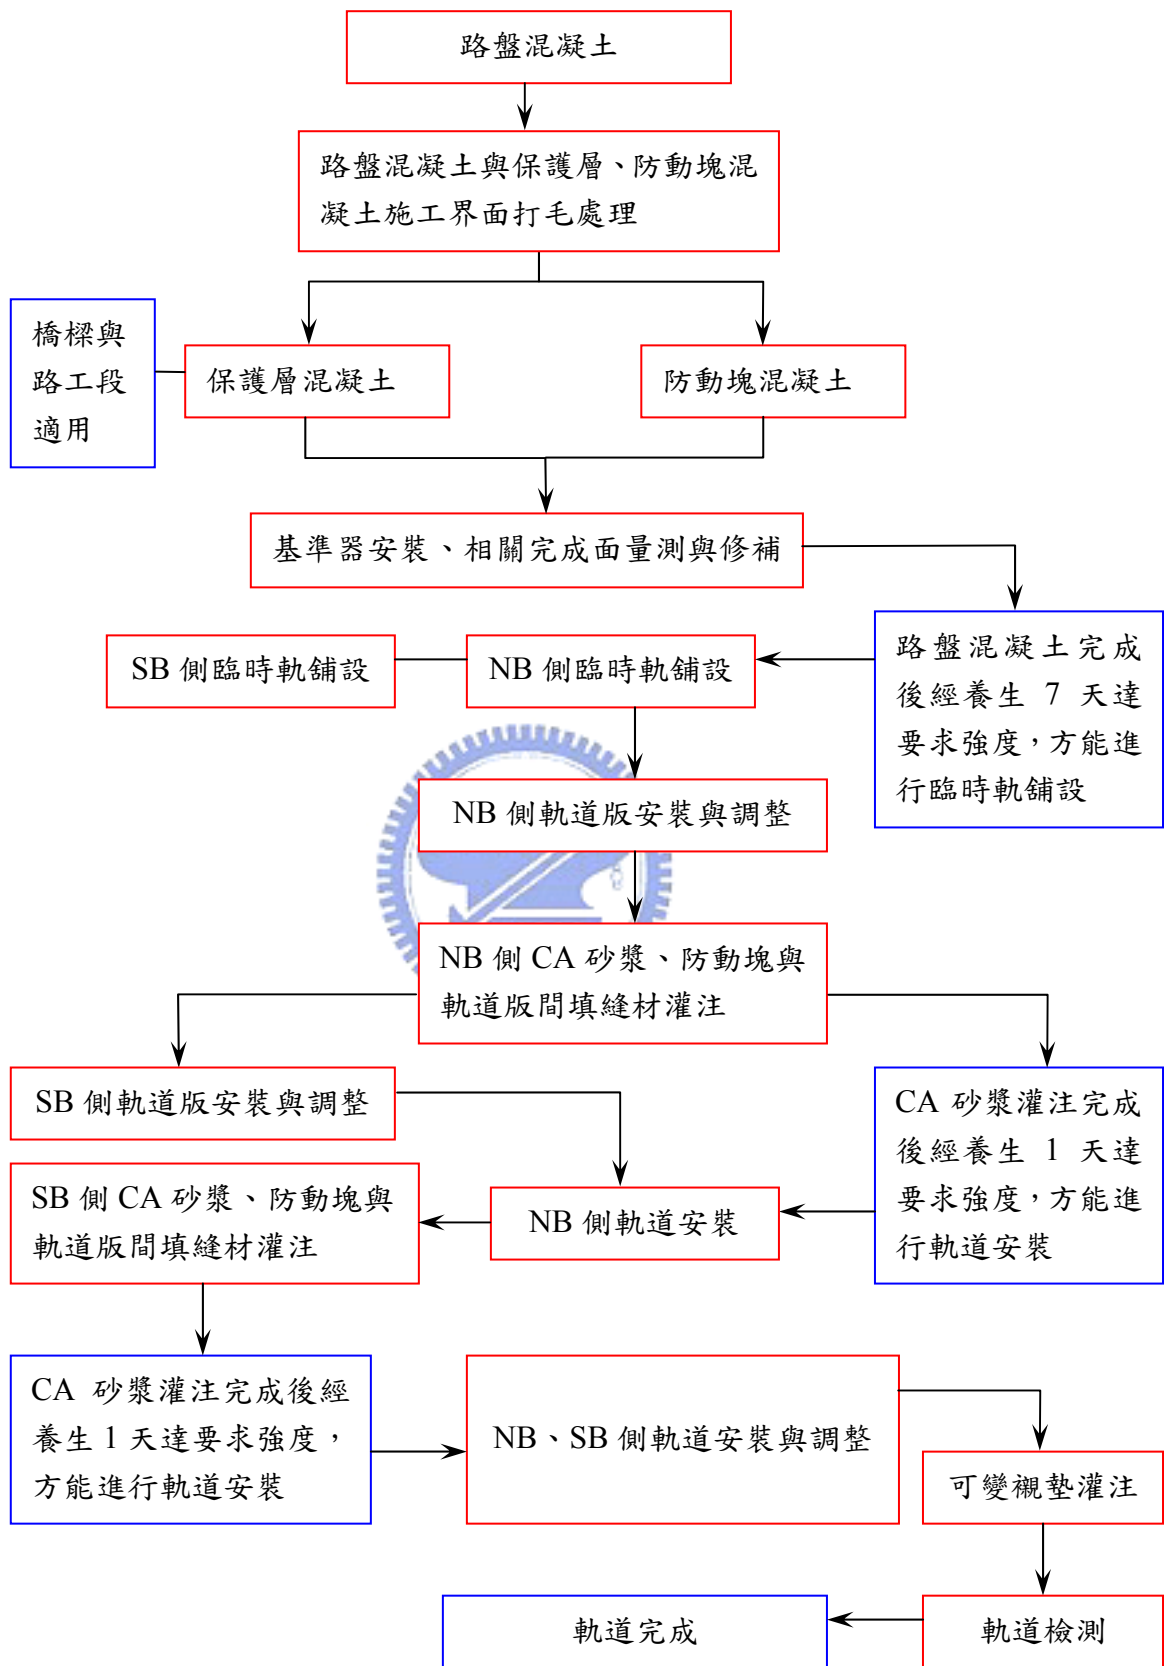 路盤混凝土
路盤混凝土與保護層、防動塊混
凝土施工界面打毛處理
橋樑與
路工段
適用
保護層混凝土
防動塊混凝土
基準器安裝、相關完成面量測與修補
SB 側臨時軌舖設
NB 側臨時軌舖設
路盤混凝土完成
後經養生 7 天達
要求強度，方能進
行臨時軌舖設
NB 側軌道版安裝與調整
NB 側 CA 砂漿、防動塊與
軌道版間填縫材灌注
SB 側軌道版安裝與調整
CA 砂漿灌注完成
後經養生 1 天達
要求強度，方能進
行軌道安裝
SB 側 CA 砂漿、防動塊與
軌道版間填縫材灌注
NB 側軌道安裝
CA 砂漿灌注完成後經
養生 1 天達要求強度，
方能進行軌道安裝
NB、SB 側軌道安裝與調整
可變襯墊灌注
軌道完成
軌道檢測